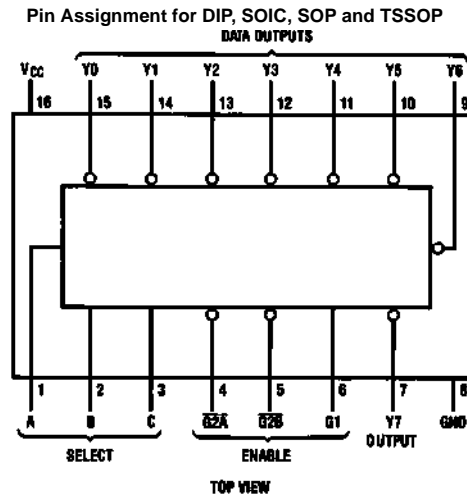 Pin Assignment for DIP, SOIC, SOP and TSSOP
DATA OUTPUTS
VCC Y0 Y1 Y2 Y3 Y4 Y5 Y6
16 15 14 13 12 11 10 9
1 2 3 4 5 6 7 8
A B C G2A G2B G1 Y7 GND
SELECT ENABLE OUTPUT
TOP VIEW